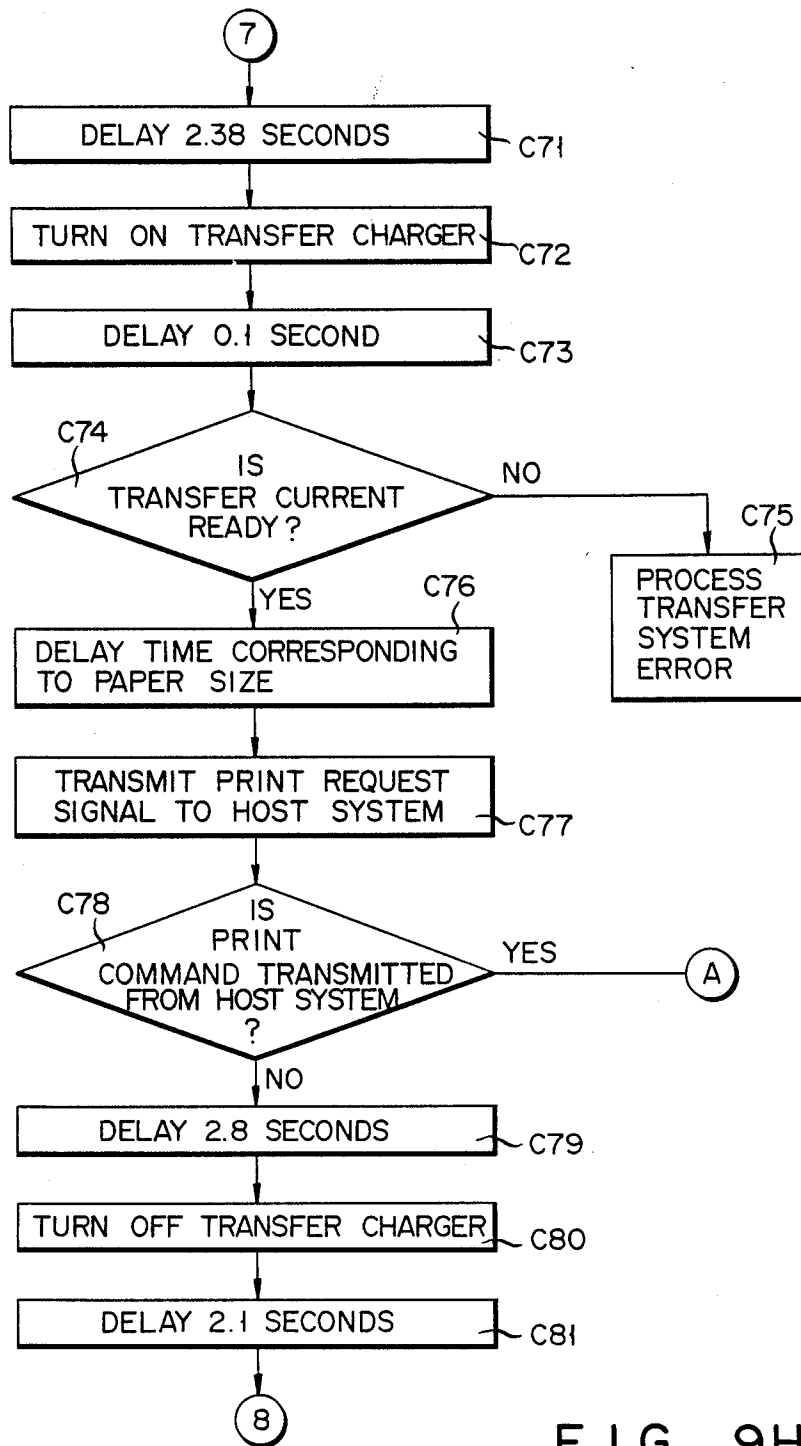 7
DELAY 2.38 SECONDS
C71
TURN ON TRANSFER CHARGER
C72
DELAY 0.1 SECOND
C73
C74
IS
TRANSFER CURRENT
READY?
NO
C75
PROCESS
TRANSFER
SYSTEM
ERROR
YES
C76
DELAY TIME CORRESPONDING
TO PAPER SIZE
TRANSMIT PRINT REQUEST
SIGNAL TO HOST SYSTEM
C77
C78
IS
PRINT
COMMAND TRANSMITTED
FROM HOST SYSTEM
?
YES
A
NO
DELAY 2.8 SECONDS
C79
TURN OFF TRANSFER CHARGER
C80
DELAY 2.1 SECONDS
C81
8
FIG. 9H